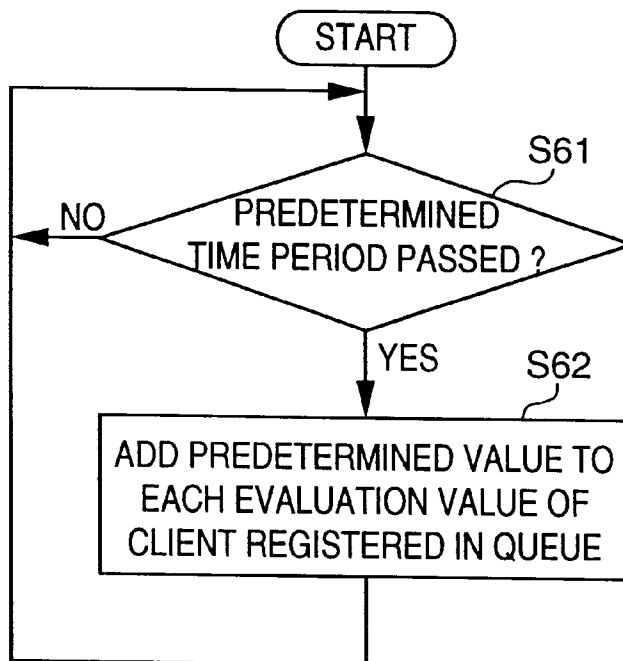 START
S61
PREDETERMINED
TIME PERIOD PASSED ?
NO
YES
S62
ADD PREDETERMINED VALUE TO
EACH EVALUATION VALUE OF
CLIENT REGISTERED IN QUEUE